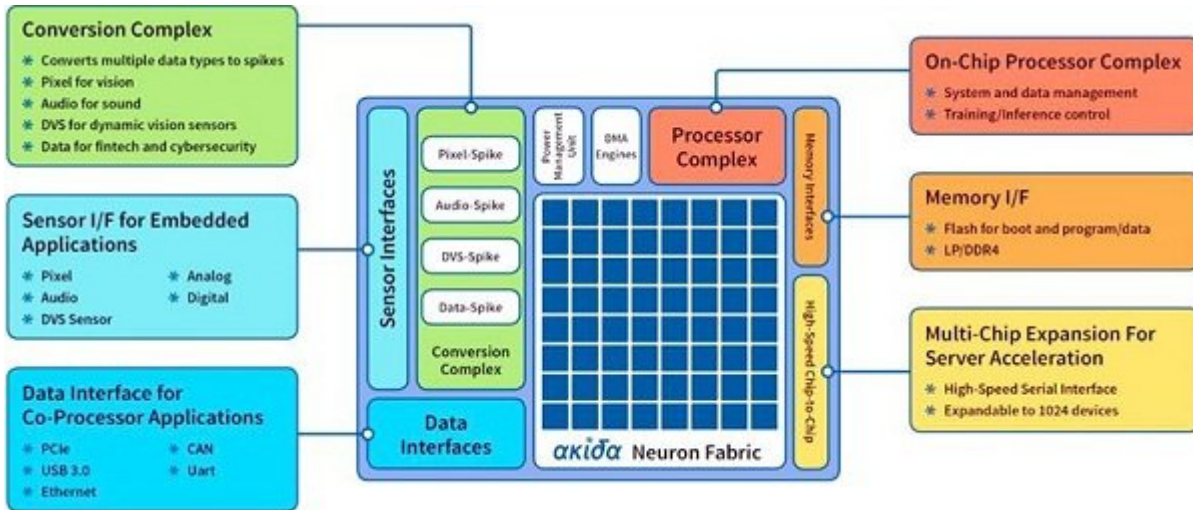 Conversion Complex
* Converts multiple data types to spikes
* Pixel for vision
* Audio for sound
* DVS for dynamic vision sensors
* Data for fintech and cybersecurity
Sensor I/F for Embedded
Applications
* Pixel
* Audio
* DVS Sensor
* Analog
* Digital
Data Interface for
Co-Processor Applications
* PCIe
* USB 3.0
* Ethernet
* CAN
* Uart
Sensor Interfaces
Pixel-Spike
Audio-Spike
DVS-Spike
Data-Spike
Conversion
Complex
Data
Interfaces
Power
Management
Unit
DMA
Engines
Processor
Complex
αkiδα Neuron Fabric
Memory Interfaces
High-Speed Chip-to-Chip
On-Chip Processor Complex
* System and data management
* Training/Inference control
Memory I/F
* Flash for boot and program/data
* LP/DDR4
Multi-Chip Expansion For
Server Acceleration
* High-Speed Serial Interface
* Expandable to 1024 devices